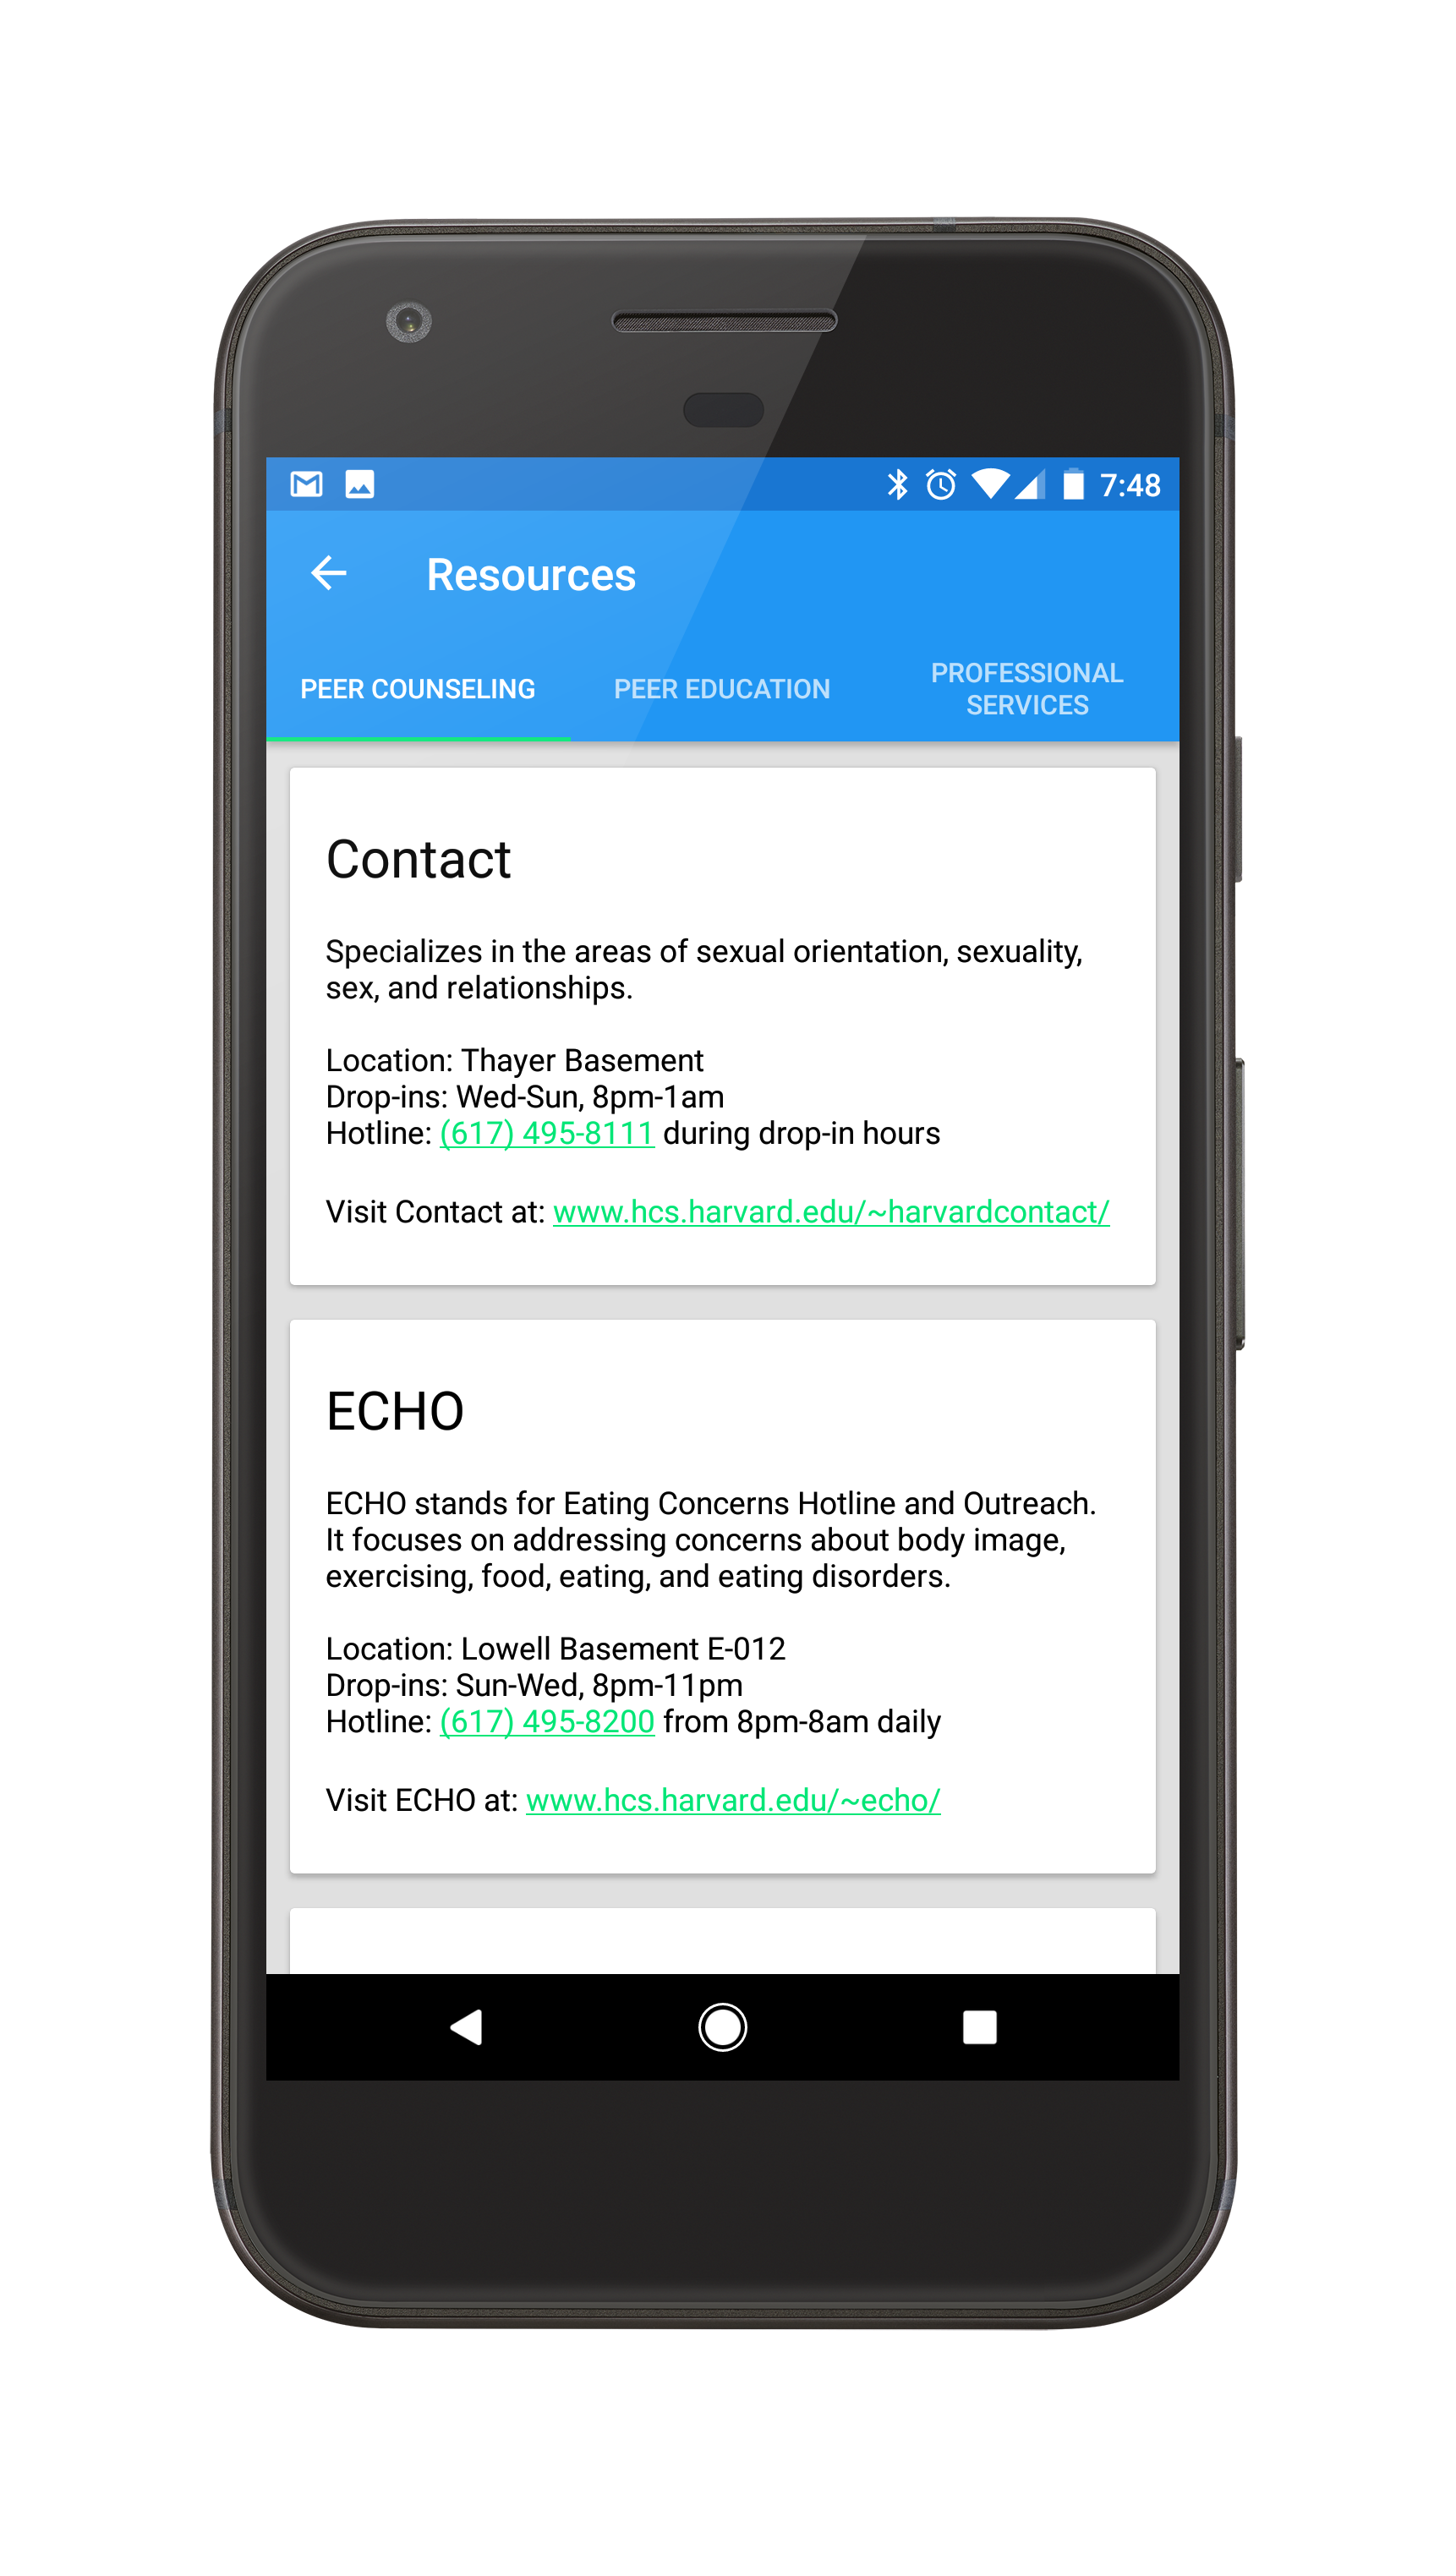 7:48
Resources
PEER COUNSELING
PEER EDUCATION
PROFESSIONAL
SERVICES
Contact
Specializes in the areas of sexual orientation, sexuality,
sex, and relationships.
Location: Thayer Basement
Drop-ins: Wed-Sun, 8pm-1am
Hotline: (617) 495-8111 during drop-in hours
Visit Contact at: www.hcs.harvard.edu/~harvardcontact/
ECHO
ECHO stands for Eating Concerns Hotline and Outreach.
It focuses on addressing concerns about body image,
exercising, food, eating, and eating disorders.
Location: Lowell Basement E-012
Drop-ins: Sun-Wed, 8pm-11pm
Hotline: (617) 495-8200 from 8pm-8am daily
Visit ECHO at: www.hcs.harvard.edu/~echo/